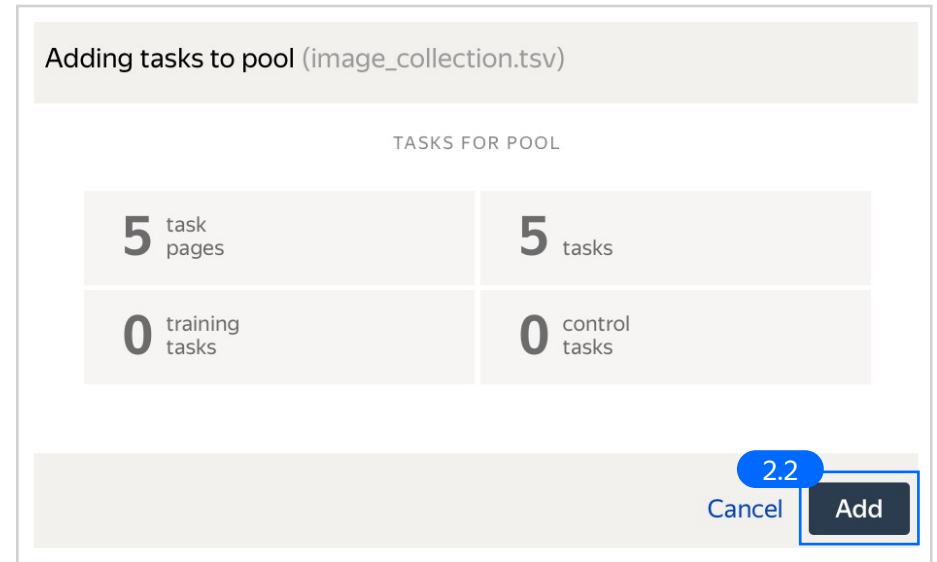 Adding tasks to pool (image_collection.tsv)
TASKS FOR POOL
5 task
pages
5 tasks
0 training
tasks
0 control
tasks
2.2
Cancel Add